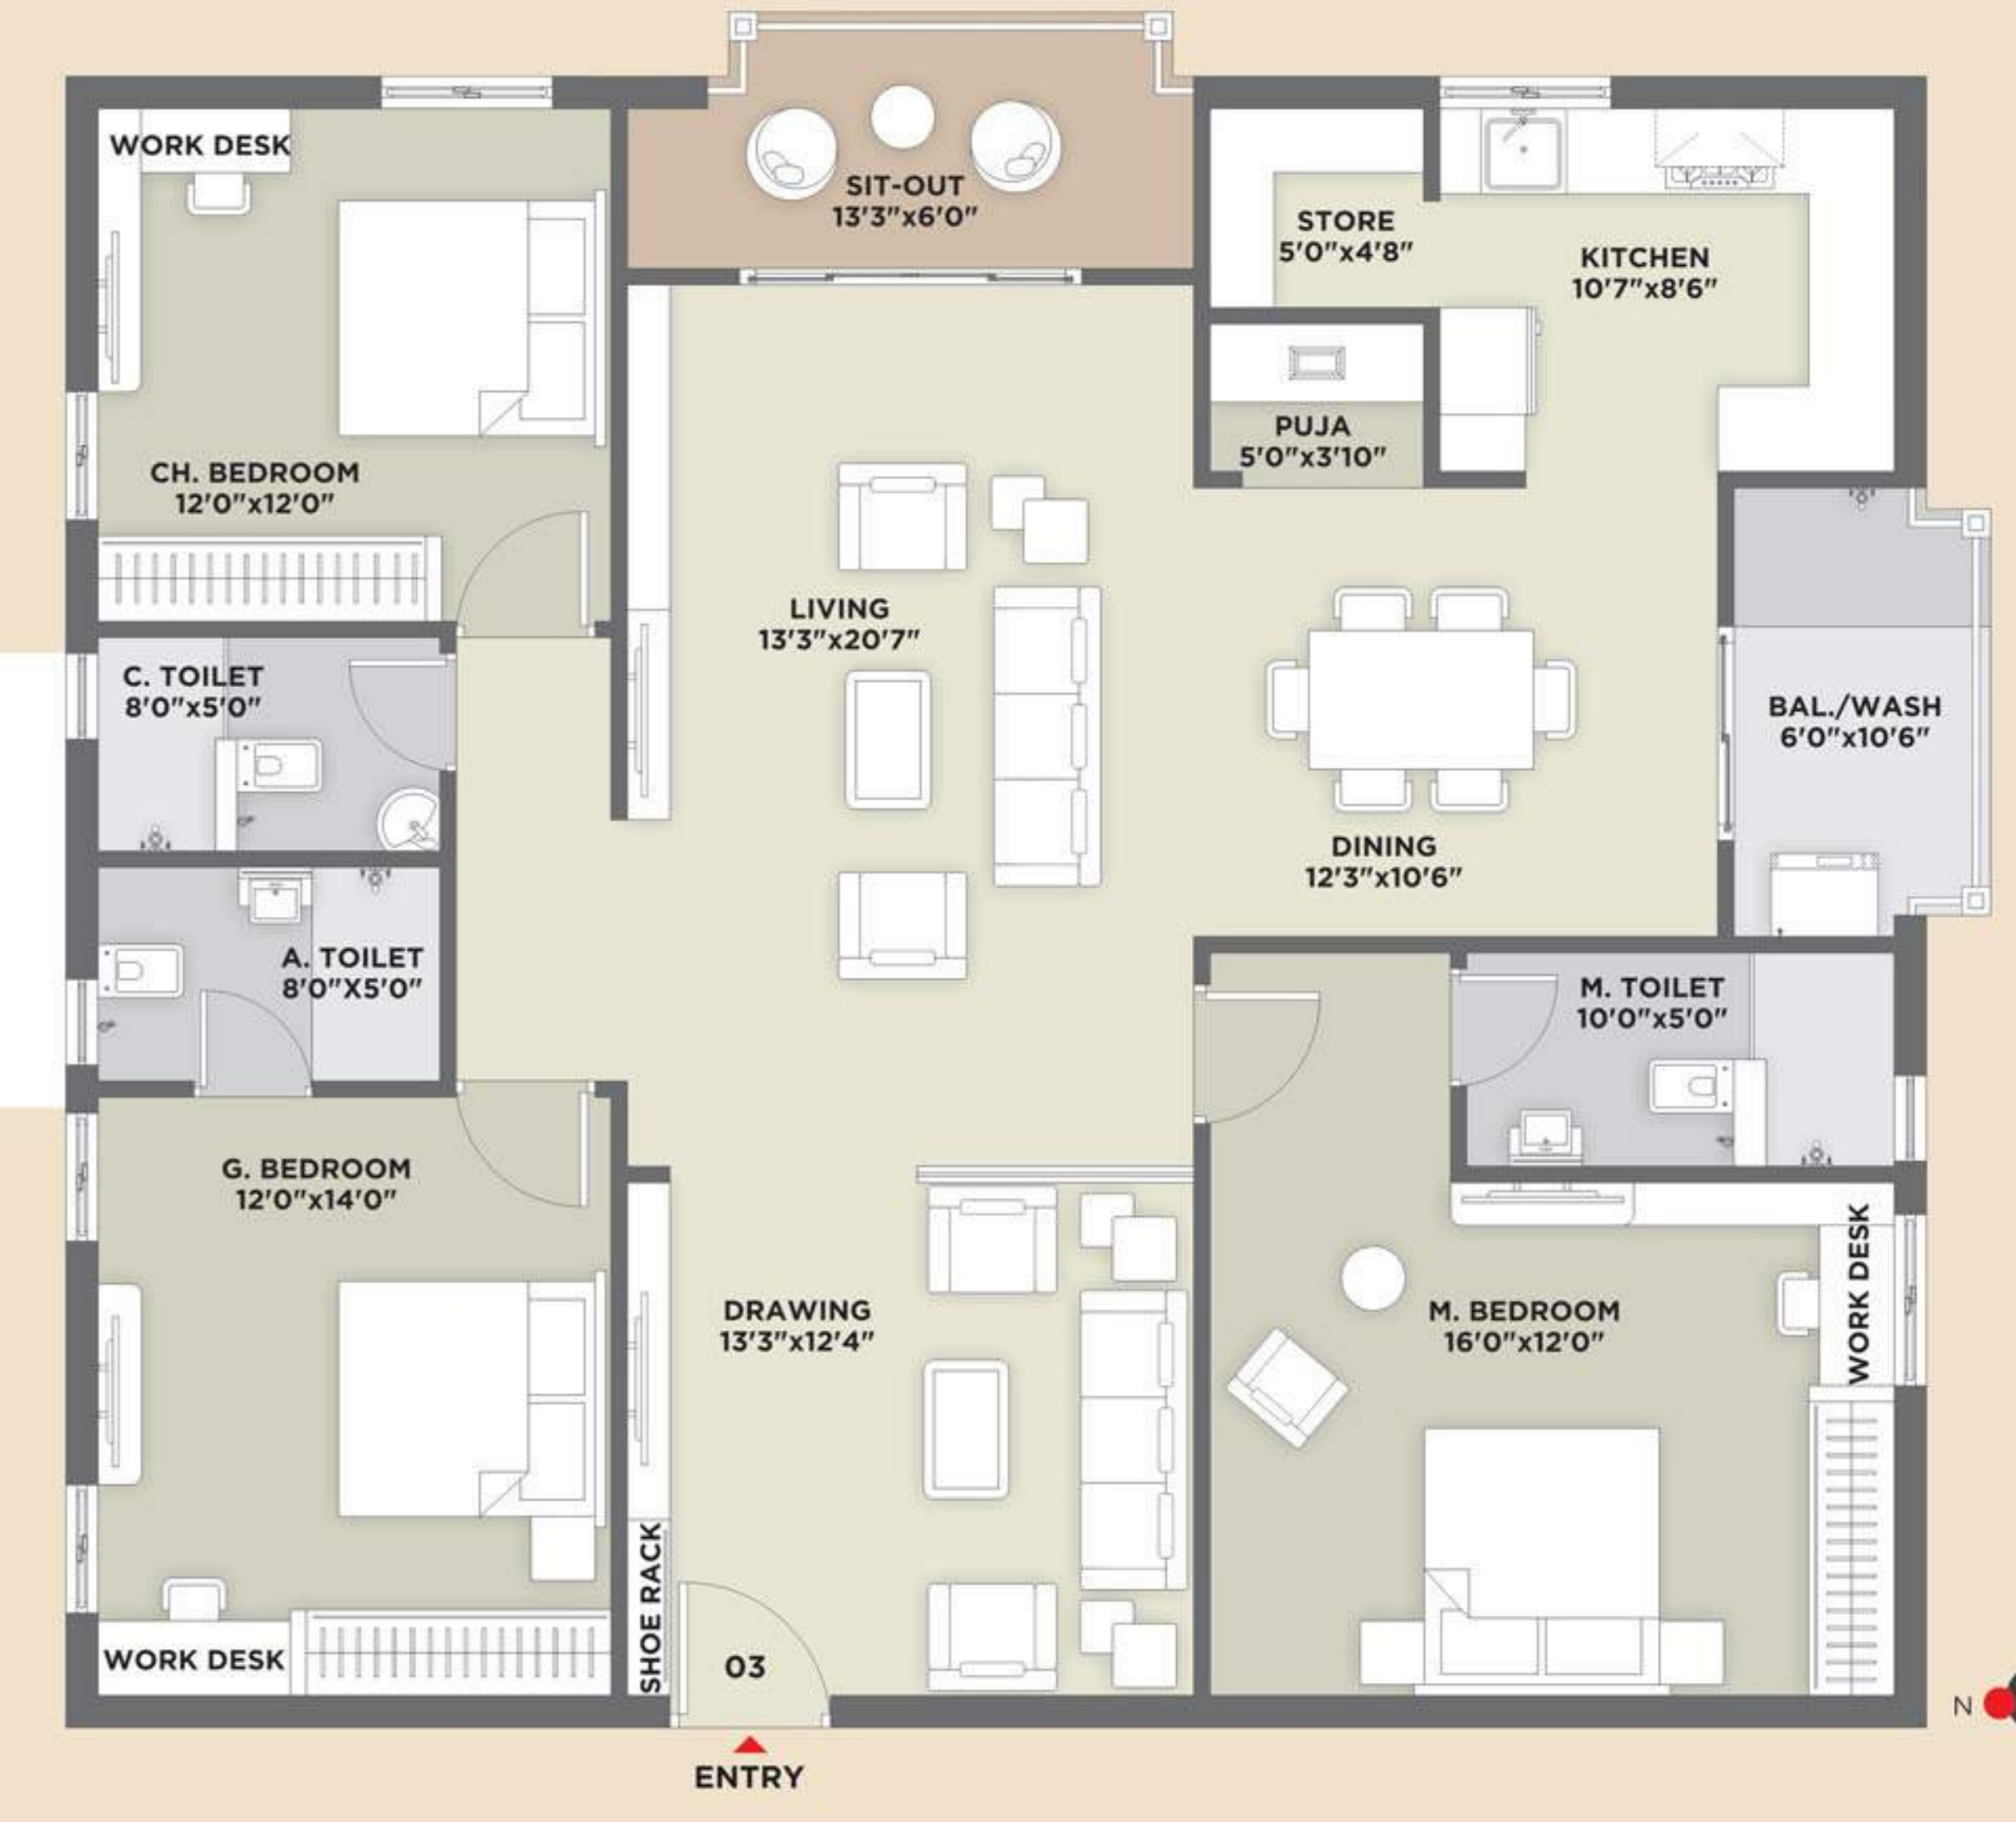 WORK DESK
SIT-OUT
13'3"x6'0"
STORE
5'0"x4'8"
KITCHEN
10'7"x8'6"
PUJA
5'0"x3'10"
CH. BEDROOM
12'0"x12'0"
LIVING
13'3"x20'7"
C. TOILET
8'0"x5'0"
BAL./WASH
6'0"x10'6"
DINING
12'3"x10'6"
A. TOILET
8'0"X5'0"
M. TOILET
10'0"x5'0"
G. BEDROOM
12'0"x14'0"
DRAWING
13'3"x12'4"
M. BEDROOM
16'0"x12'0"
WORK DESK
SHOE RACK
WORK DESK
03
N
ENTRY